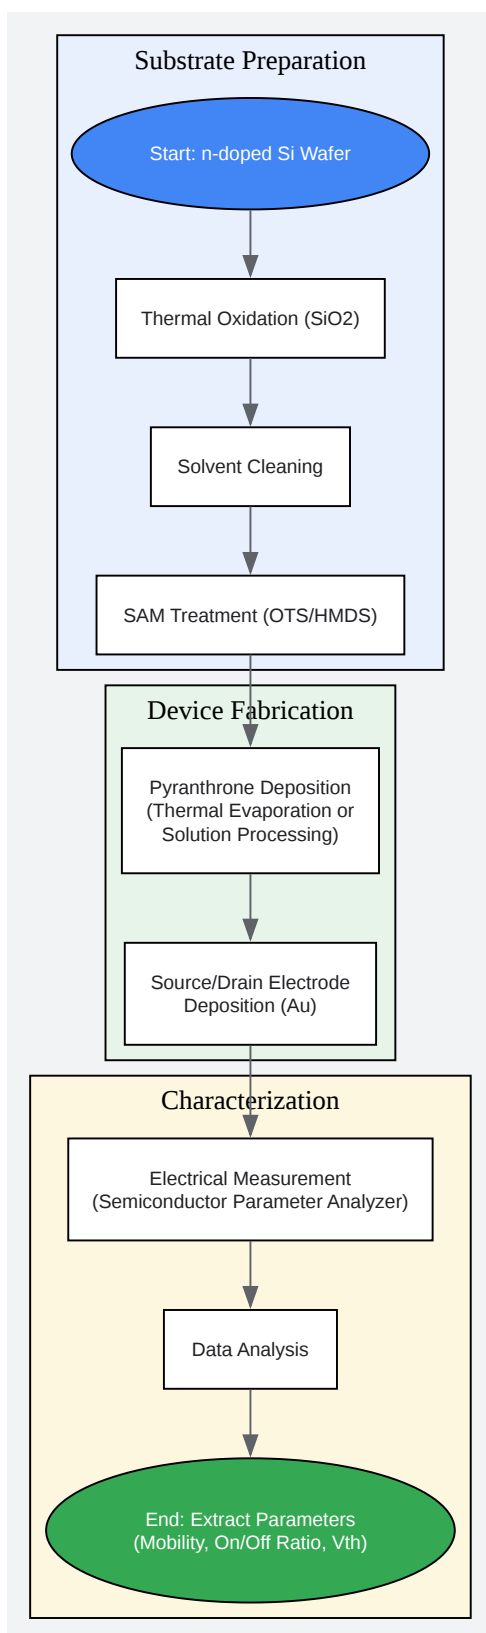 Substrate Preparation
Start: n-doped Si Wafer
Thermal Oxidation (SiO2)
Solvent Cleaning
SAM Treatment (OTS/HMDS)
Device Fabrication
Pyranthrone Deposition
(Thermal Evaporation or
Solution Processing)
Source/Drain Electrode
Deposition (Au)
Characterization
Electrical Measurement
(Semiconductor Parameter Analyzer)
Data Analysis
End: Extract Parameters
(Mobility, On/Off Ratio, Vth)